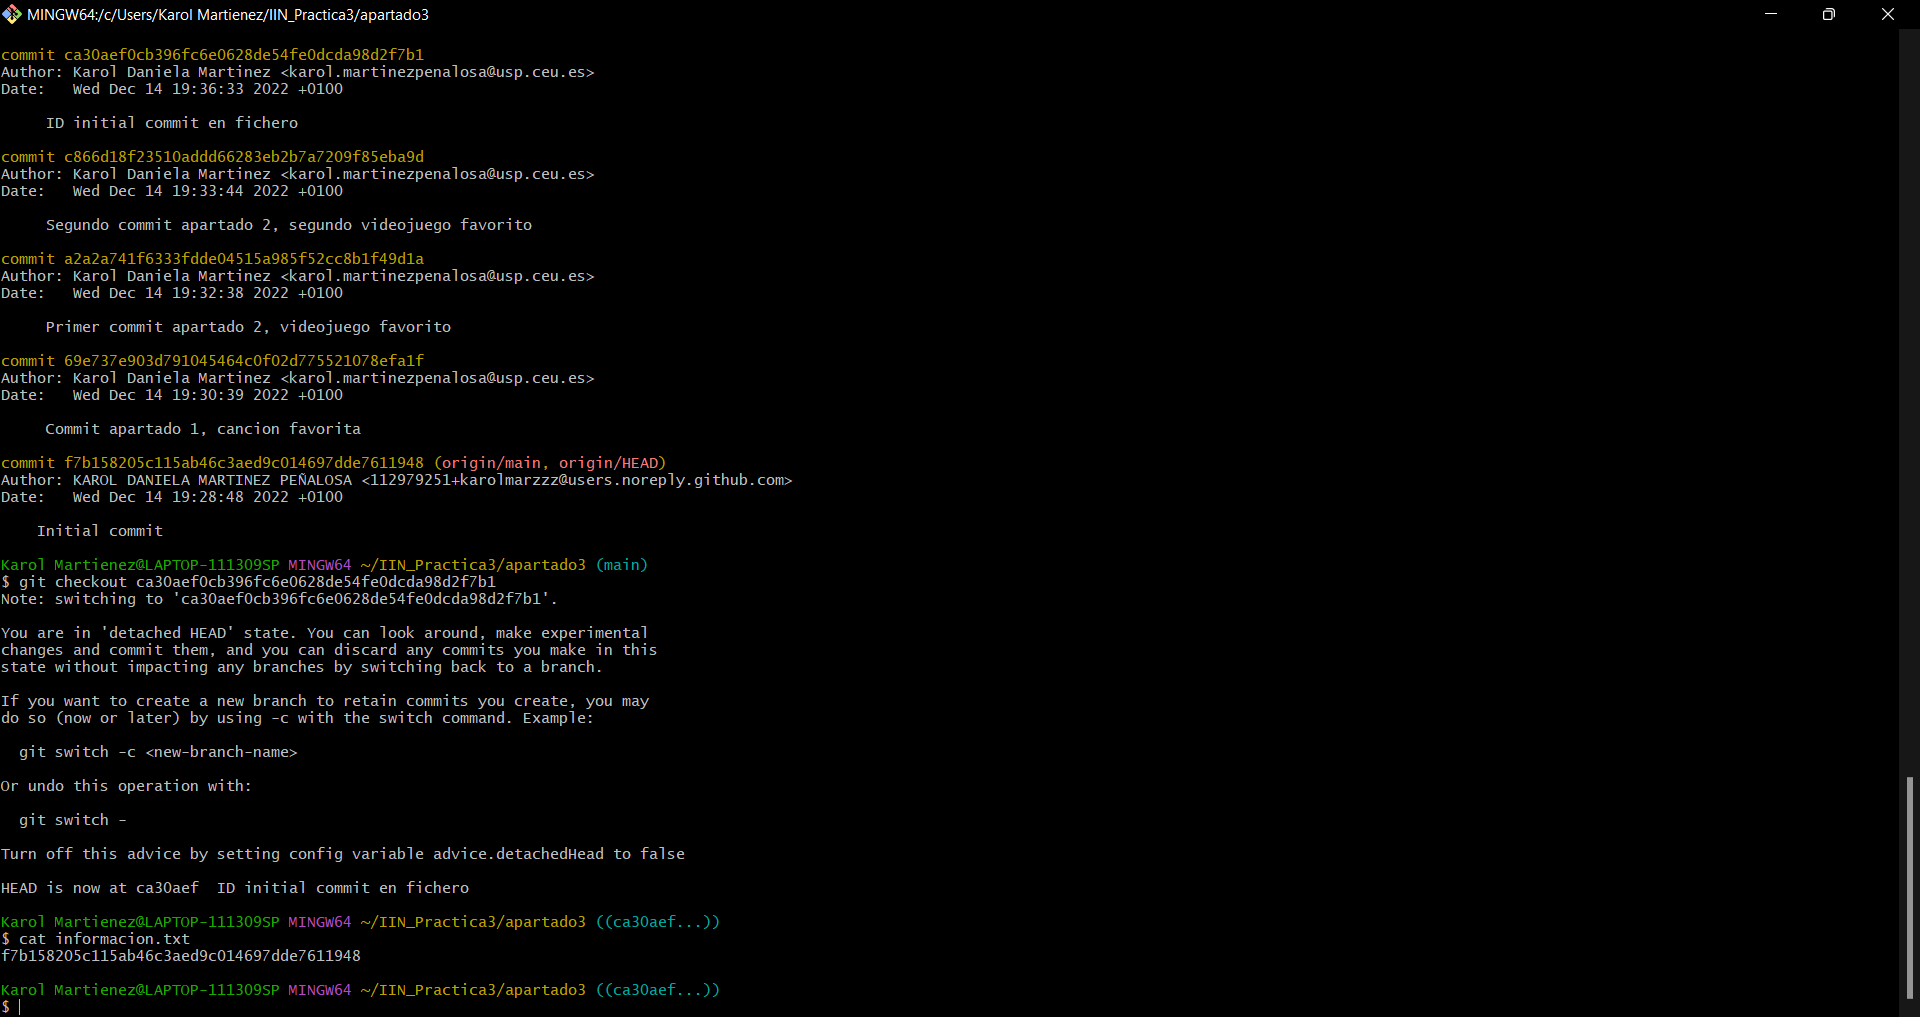 MINGW64:/c/Users/Karol Martienez/IIN_Practica3/apartado3
commit ca30aef0cb396fc6e0628de54fe0dcda98d2f7b1
Author: Karol Daniela Martinez <karol.martinezpenalosa@usp.ceu.es>
Date:   Wed Dec 14 19:36:33 2022 +0100
     ID initial commit en fichero
commit c866d18f23510addd66283eb2b7a7209f85eba9d
Author: Karol Daniela Martinez <karol.martinezpenalosa@usp.ceu.es>
Date:   Wed Dec 14 19:33:44 2022 +0100
     Segundo commit apartado 2, segundo videojuego favorito
commit a2a2a741f6333fdde04515a985f52cc8b1f49d1a
Author: Karol Daniela Martinez <karol.martinezpenalosa@usp.ceu.es>
Date:   Wed Dec 14 19:32:38 2022 +0100
     Primer commit apartado 2, videojuego favorito
commit 69e737e903d791045464c0f02d775521078efa1f
Author: Karol Daniela Martinez <karol.martinezpenalosa@usp.ceu.es>
Date:   Wed Dec 14 19:30:39 2022 +0100
     Commit apartado 1, cancion favorita
commit f7b158205c115ab46c3aed9c014697dde7611948 (origin/main, origin/HEAD)
Author: KAROL DANIELA MARTINEZ PEÑALOSA <112979251+karolmarzzz@users.noreply.github.com>
Date:   Wed Dec 14 19:28:48 2022 +0100
    Initial commit
Karol Martienez@LAPTOP-111309SP MINGW64 ~/IIN_Practica3/apartado3 (main)
$ git checkout ca30aef0cb396fc6e0628de54fe0dcda98d2f7b1
Note: switching to 'ca30aef0cb396fc6e0628de54fe0dcda98d2f7b1'.
You are in 'detached HEAD' state. You can look around, make experimental
changes and commit them, and you can discard any commits you make in this
state without impacting any branches by switching back to a branch.
If you want to create a new branch to retain commits you create, you may
do so (now or later) by using -c with the switch command. Example:
  git switch -c <new-branch-name>
Or undo this operation with:
  git switch -
Turn off this advice by setting config variable advice.detachedHead to false
HEAD is now at ca30aef  ID initial commit en fichero
Karol Martienez@LAPTOP-111309SP MINGW64 ~/IIN_Practica3/apartado3 ((ca30aef...))
$ cat informacion.txt
f7b158205c115ab46c3aed9c014697dde7611948
Karol Martienez@LAPTOP-111309SP MINGW64 ~/IIN_Practica3/apartado3 ((ca30aef...))
$